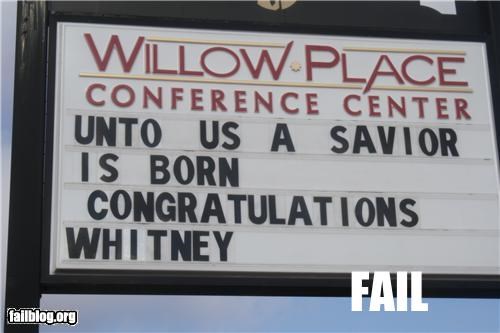 WILLOW PLACE
CONFERENCE CENTER
UNTO US A SAVIOR
IS BORN
CONGRATULATIONS
WHITNEY
FAIL
failblog.org